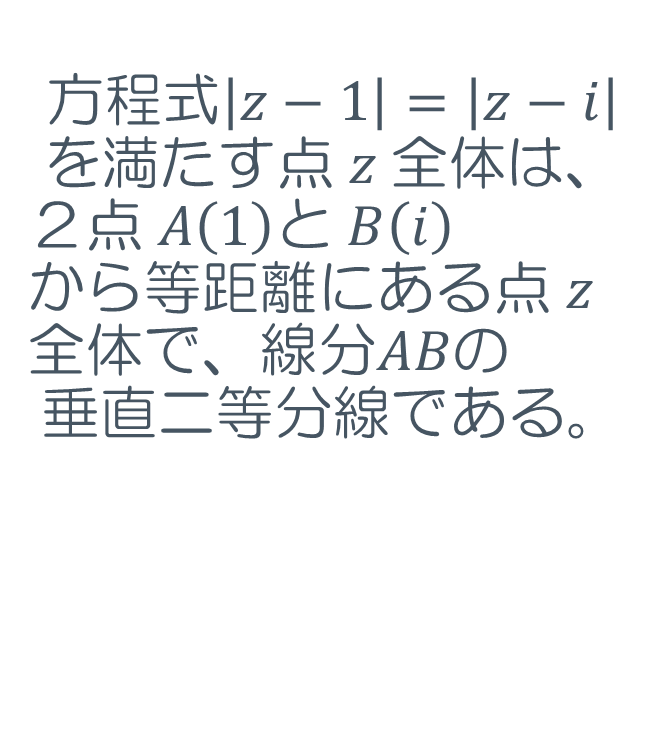 方程式|z − 1| = |z − i|
を満たす点 z 全体は、
２点 A(1)と B(i)
から等距離にある点 z
全体で、線分ABの
垂直二等分線である。